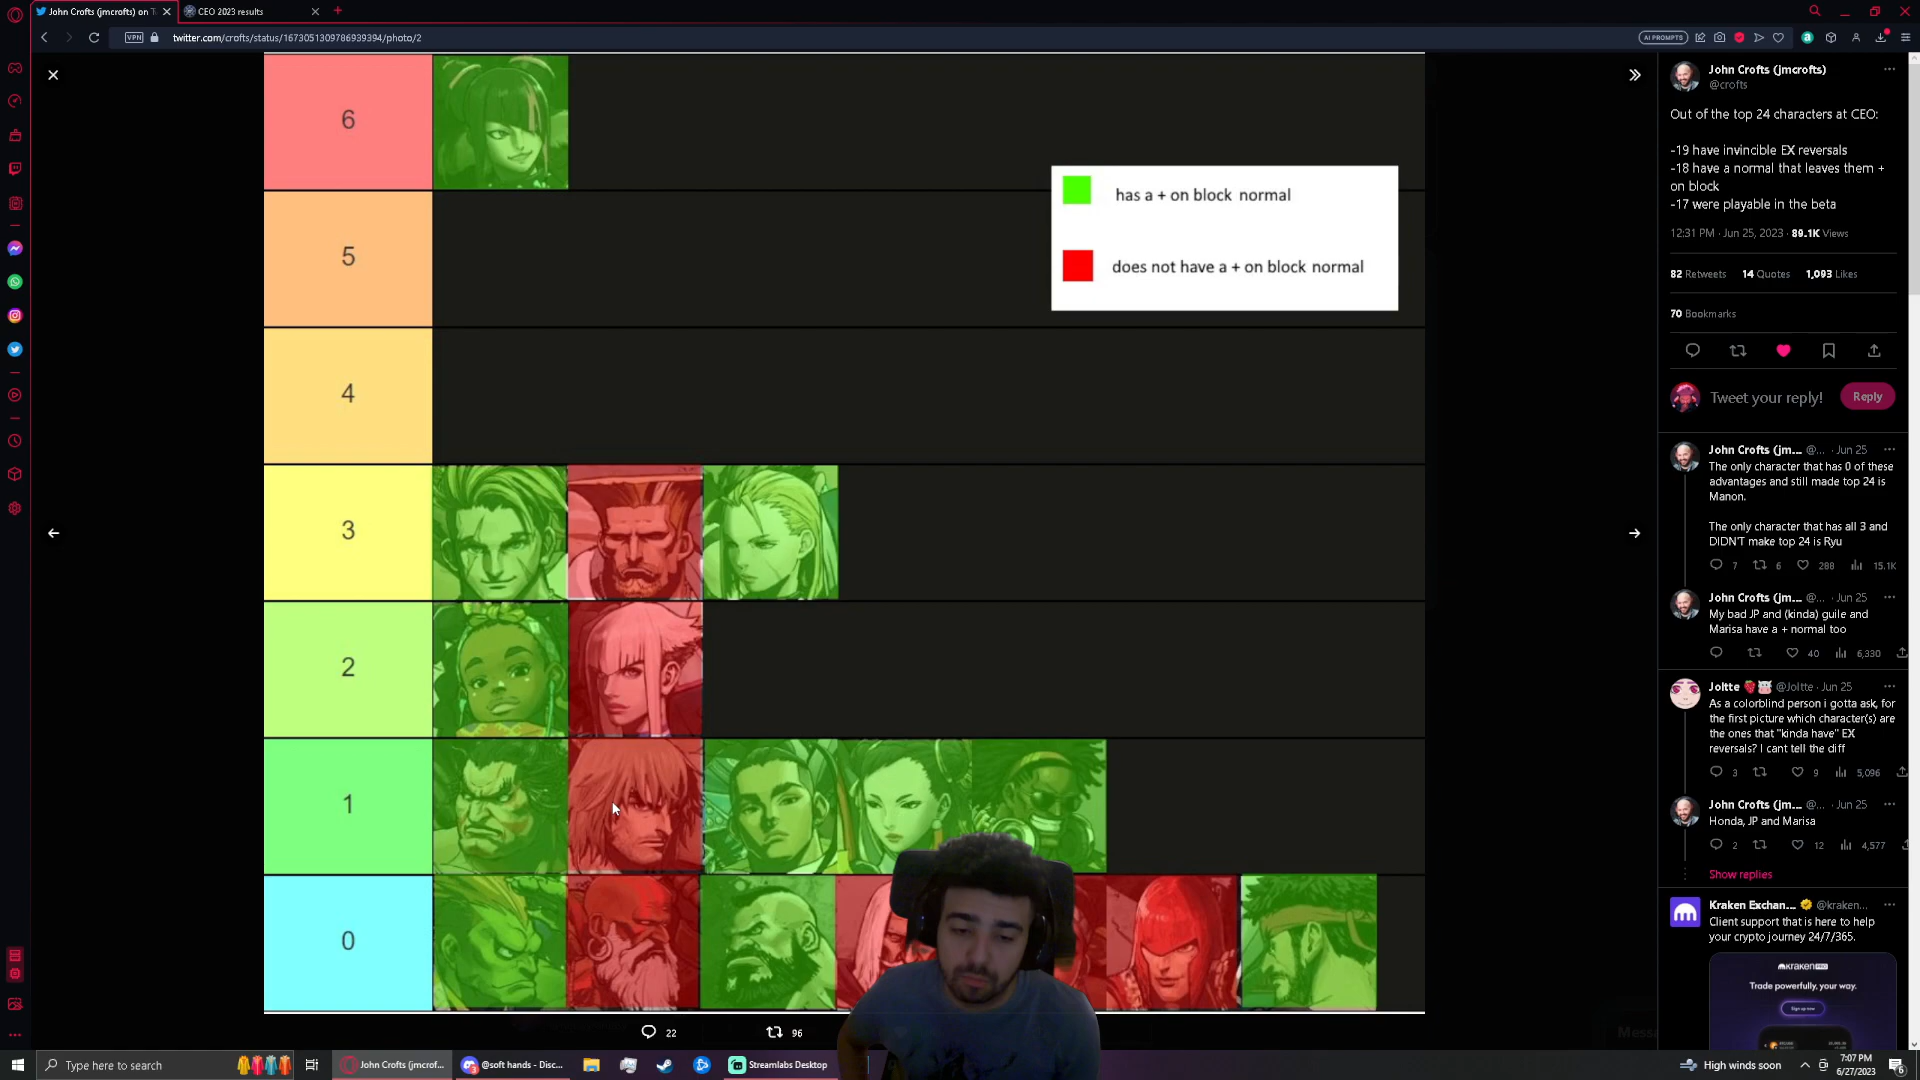 John Crofts (jmcrofts) on T
CEO 2023 results
VPN
twitter.com/crofts/status/1673051309786939394/photo/2
AI PROMPTS
6
5
4
3
2
1
0
has a + on block normal
does not have a + on block normal
22
96
John Crofts (jmcrofts)
@crofts
Out of the top 24 characters at CEO:
-19 have invincible EX reversals
-18 have a normal that leaves them +
on block
-17 were playable in the beta
12:31 PM · Jun 25, 2023 · 89.1K Views
82 Retweets 14 Quotes 1,093 Likes
70 Bookmarks
Tweet your reply!
Reply
John Crofts (jm... @... · Jun 25
The only character that has 0 of these
advantages and still made top 24 is
Manon.
The only character that has all 3 and
DIDN'T make top 24 is Ryu
7 6 288 15.1K
John Crofts (jm... @... · Jun 25
My bad JP and (kinda) guile and
Marisa have a + normal too
40 6,330
Joltte @Joltte · Jun 25
As a colorblind person i gotta ask, for
the first picture which character(s) are
the ones that "kinda have" EX
reversals? I cant tell the diff
3 9 5,096
John Crofts (jm... @... · Jun 25
Honda, JP and Marisa
2 12 4,577
Show replies
Kraken Exchan... @kraken...
Client support that is here to help
your crypto journey 24/7/365.
Trade powerfully, your way.
Sign up now
Type here to search
John Crofts (jmcrof...
@soft hands - Disc...
Streamlabs Desktop
High winds soon
7:07 PM
6/27/2023
6